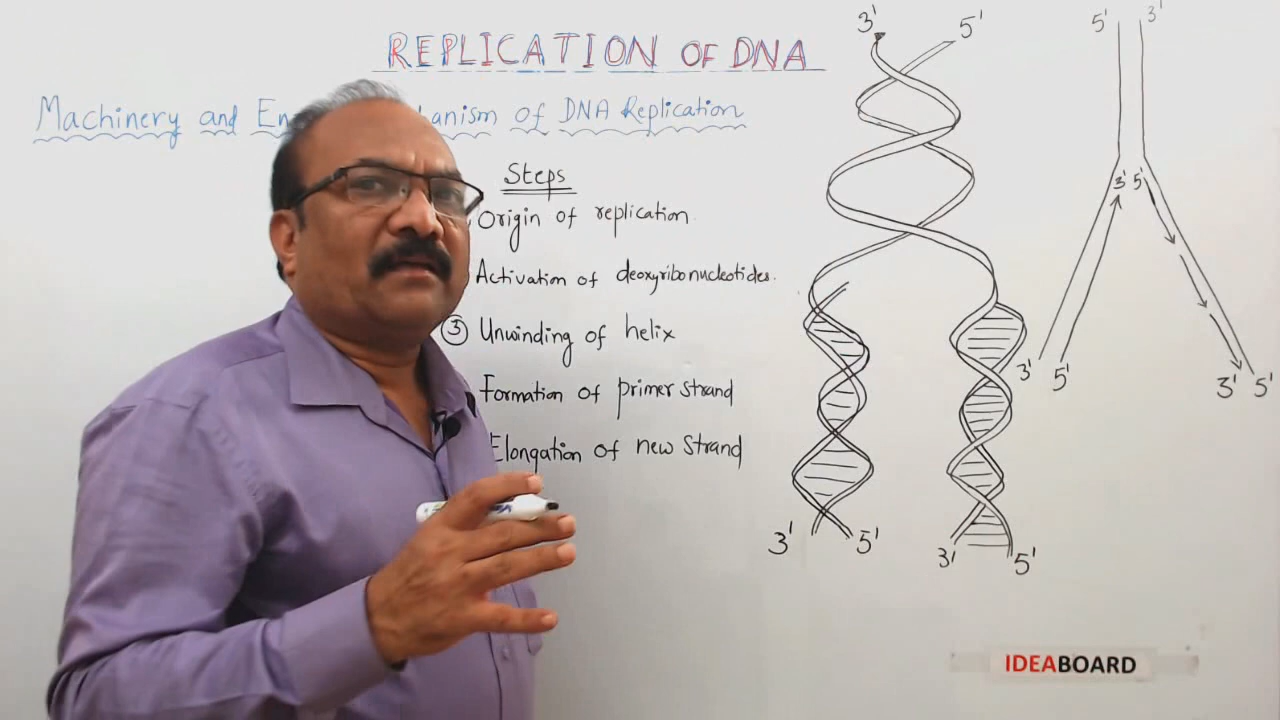 REPLICATION OF DNA
Machinery and En anism of DNA Replication
Steps
Origin of replication
Activation of deoxyribonucleotides.
③ Unwinding of helix
Formation of primer strand
Elongation of new strand
3' 5'
3' 5'
3' 5'
5' 3'
3' 5'
3' 5'
3' 5'
IDEABOARD